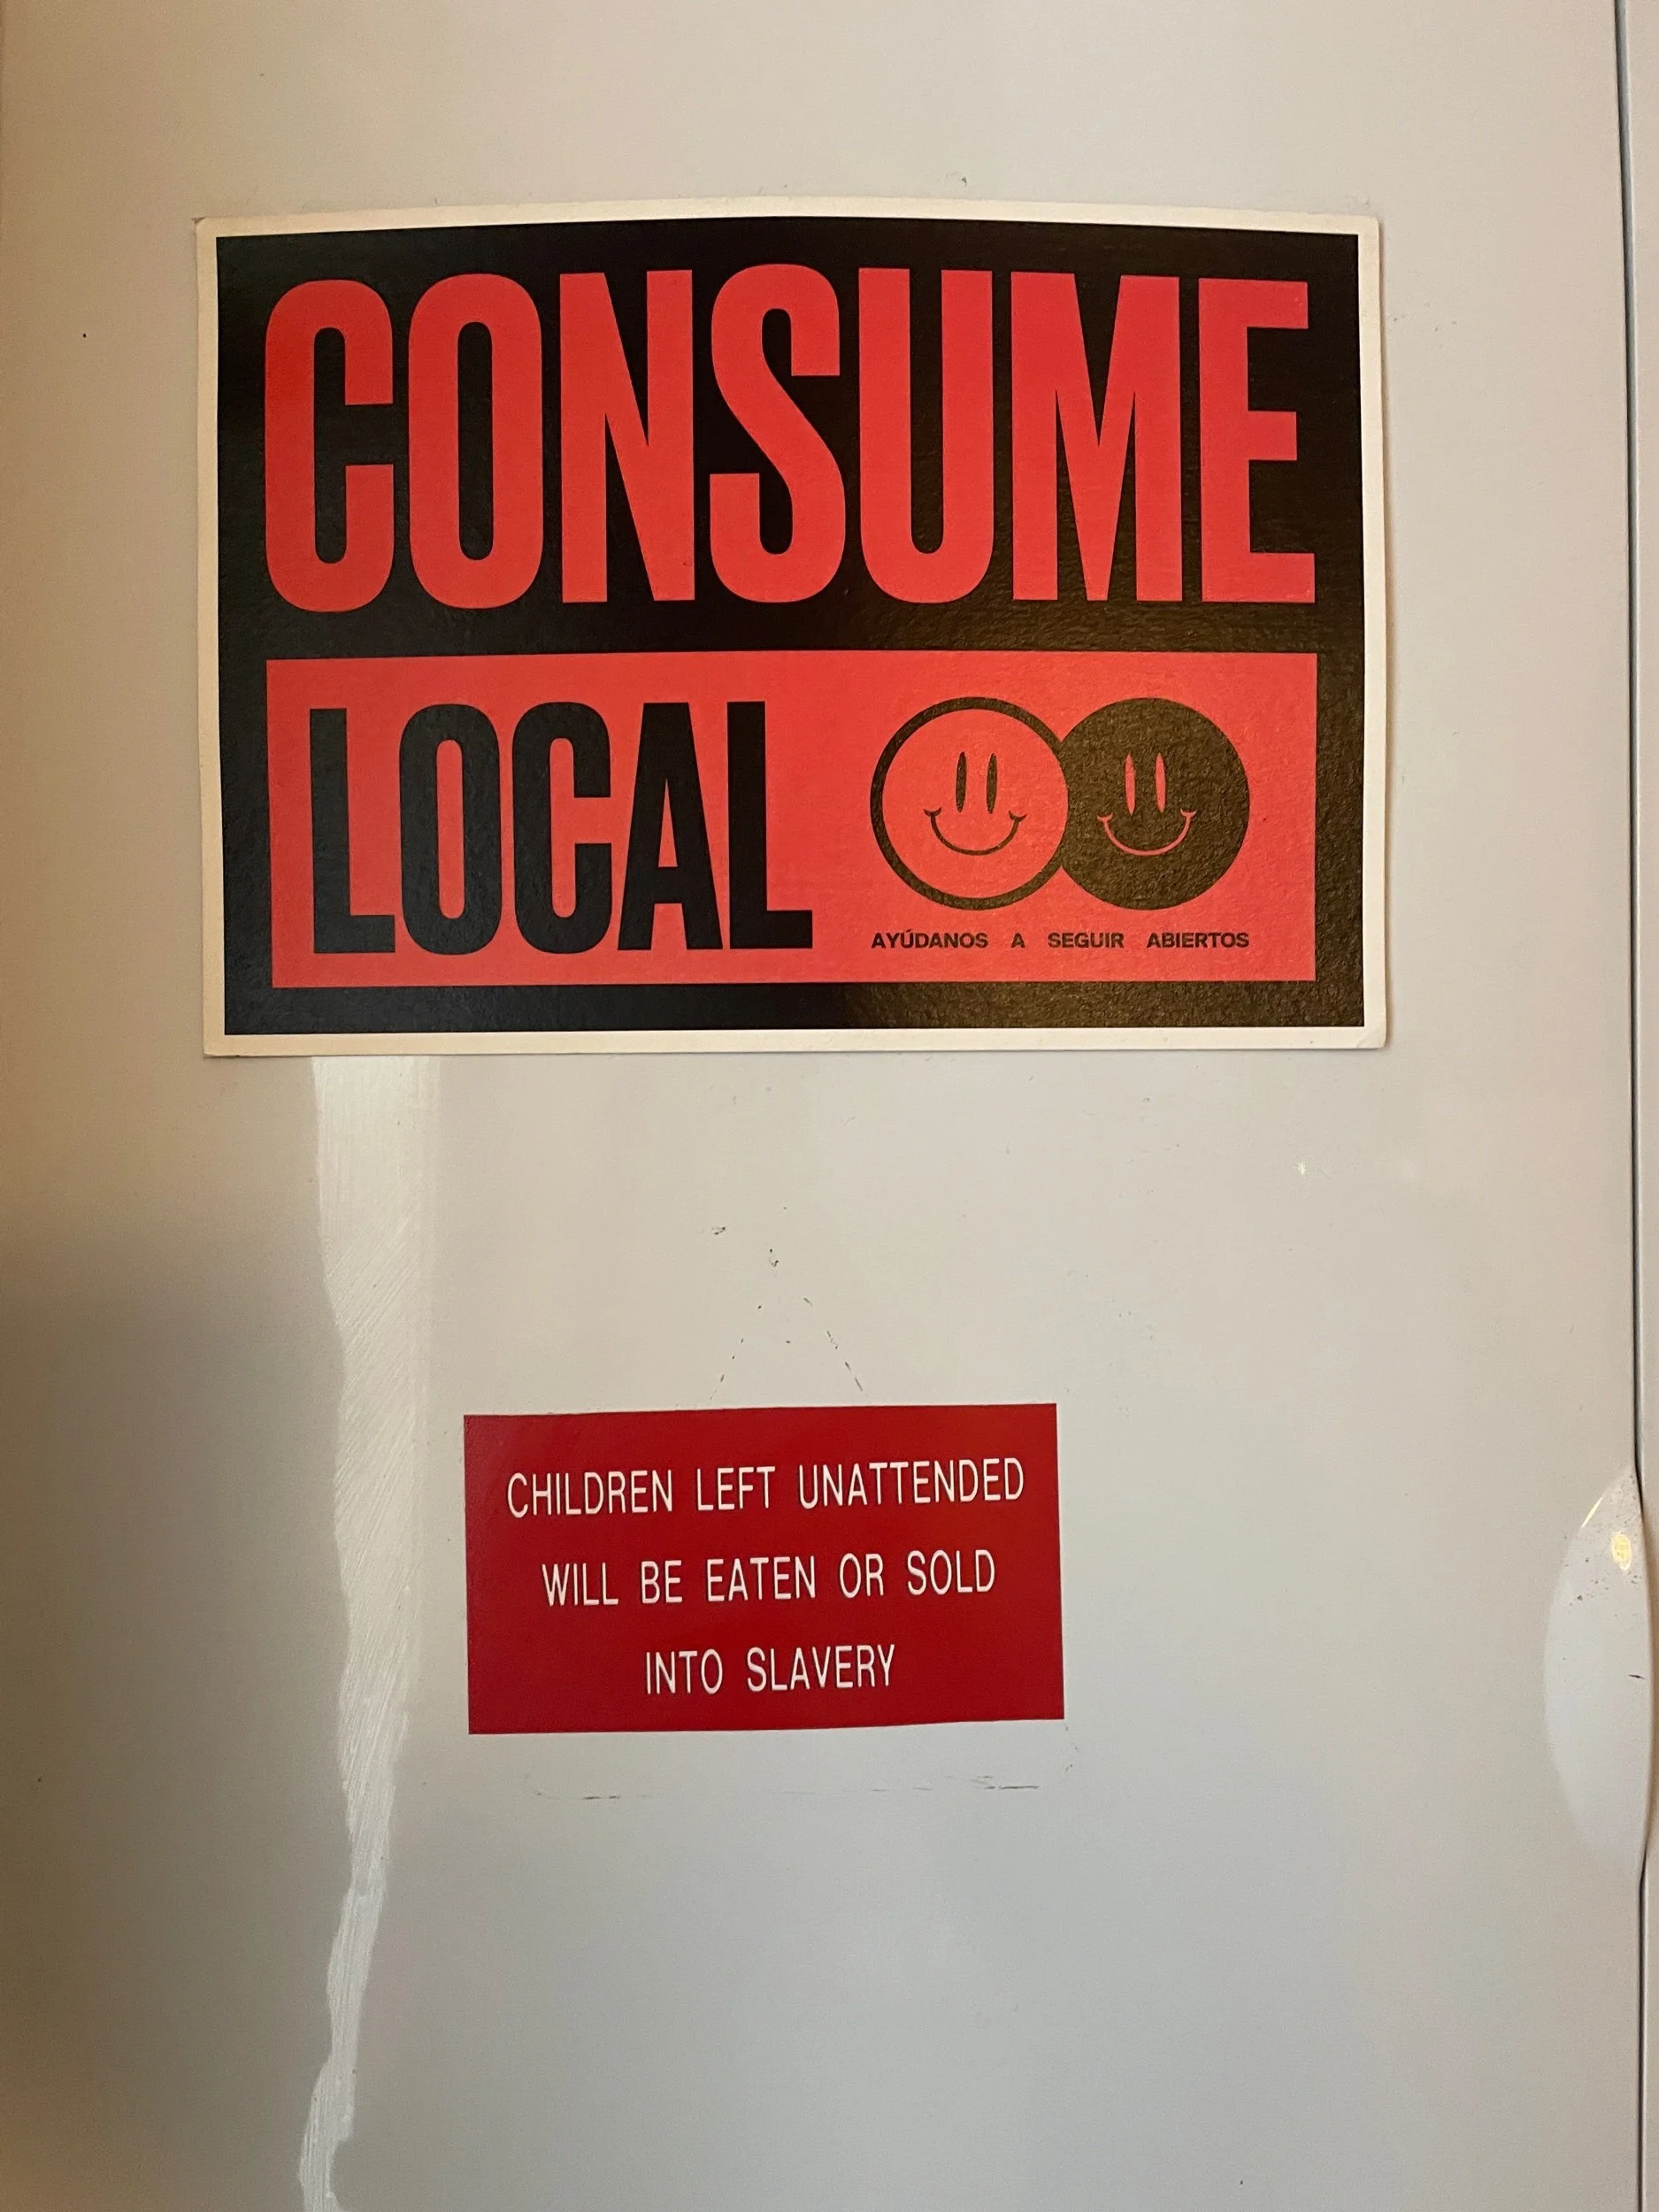 CONSUME
LOCAL
AYÚDANOS A SEGUIR ABIERTOS
CHILDREN LEFT UNATTENDED
WILL BE EATEN OR SOLD
INTO SLAVERY